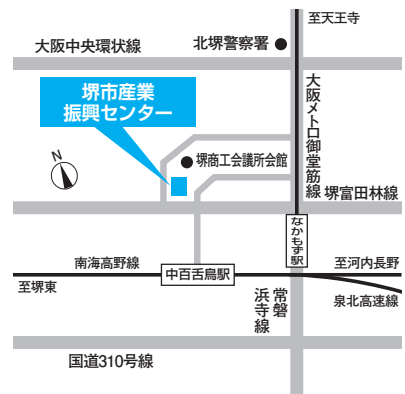 至天王寺
大阪中央環状線
北堺警察署
堺市産業
振興センター
大阪メトロ御堂筋線
N
堺商工会議所会館
堺富田林線
なかもず駅
南海高野線
中百舌鳥駅
至河内長野
至堺東
常磐
浜寺線
泉北高速線
国道310号線